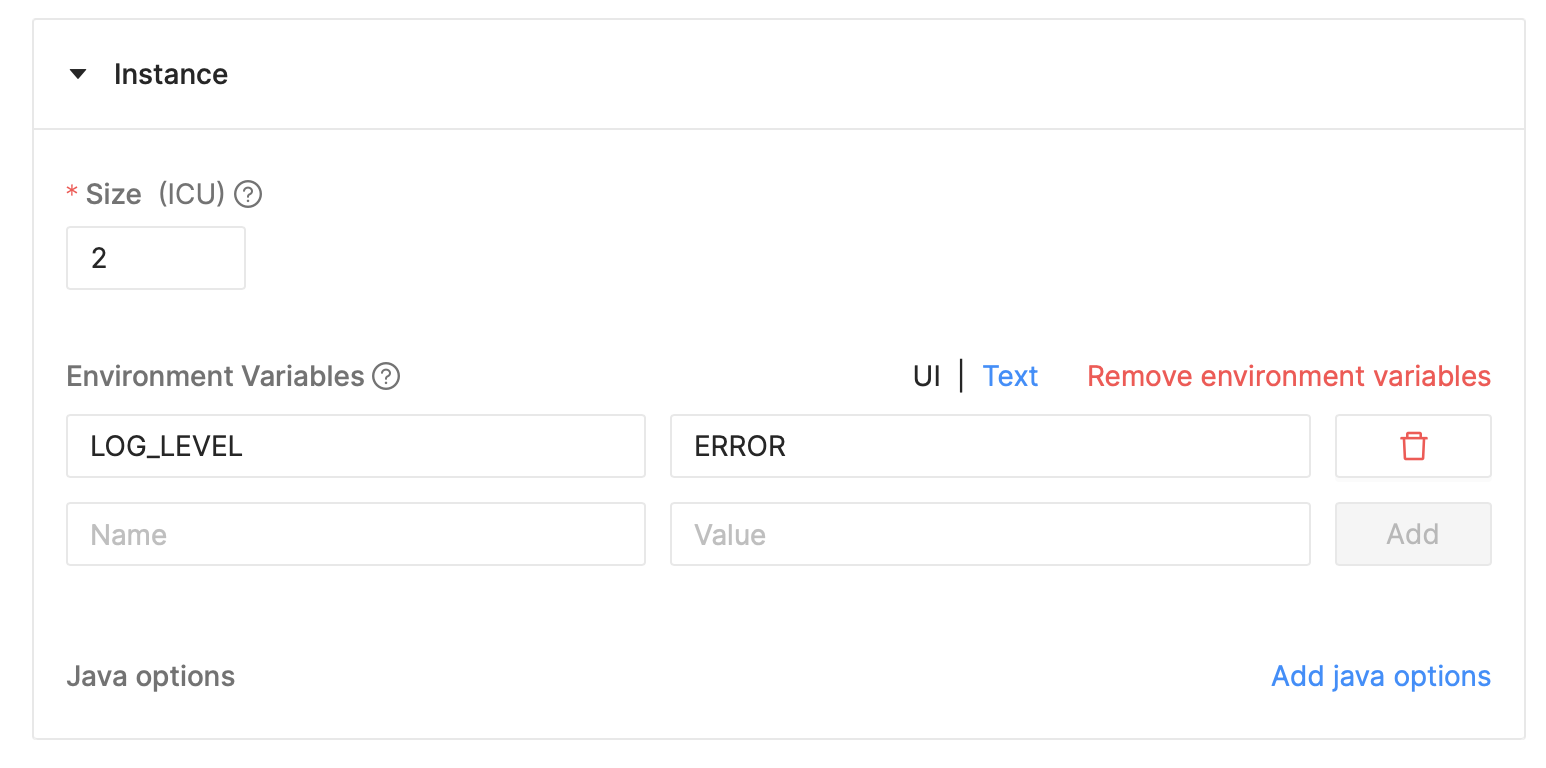 Instance
* Size (ICU) ?
2
Environment Variables ? UI | Text Remove environment variables
LOG_LEVEL ERROR
Name Value Add
Java options Add java options